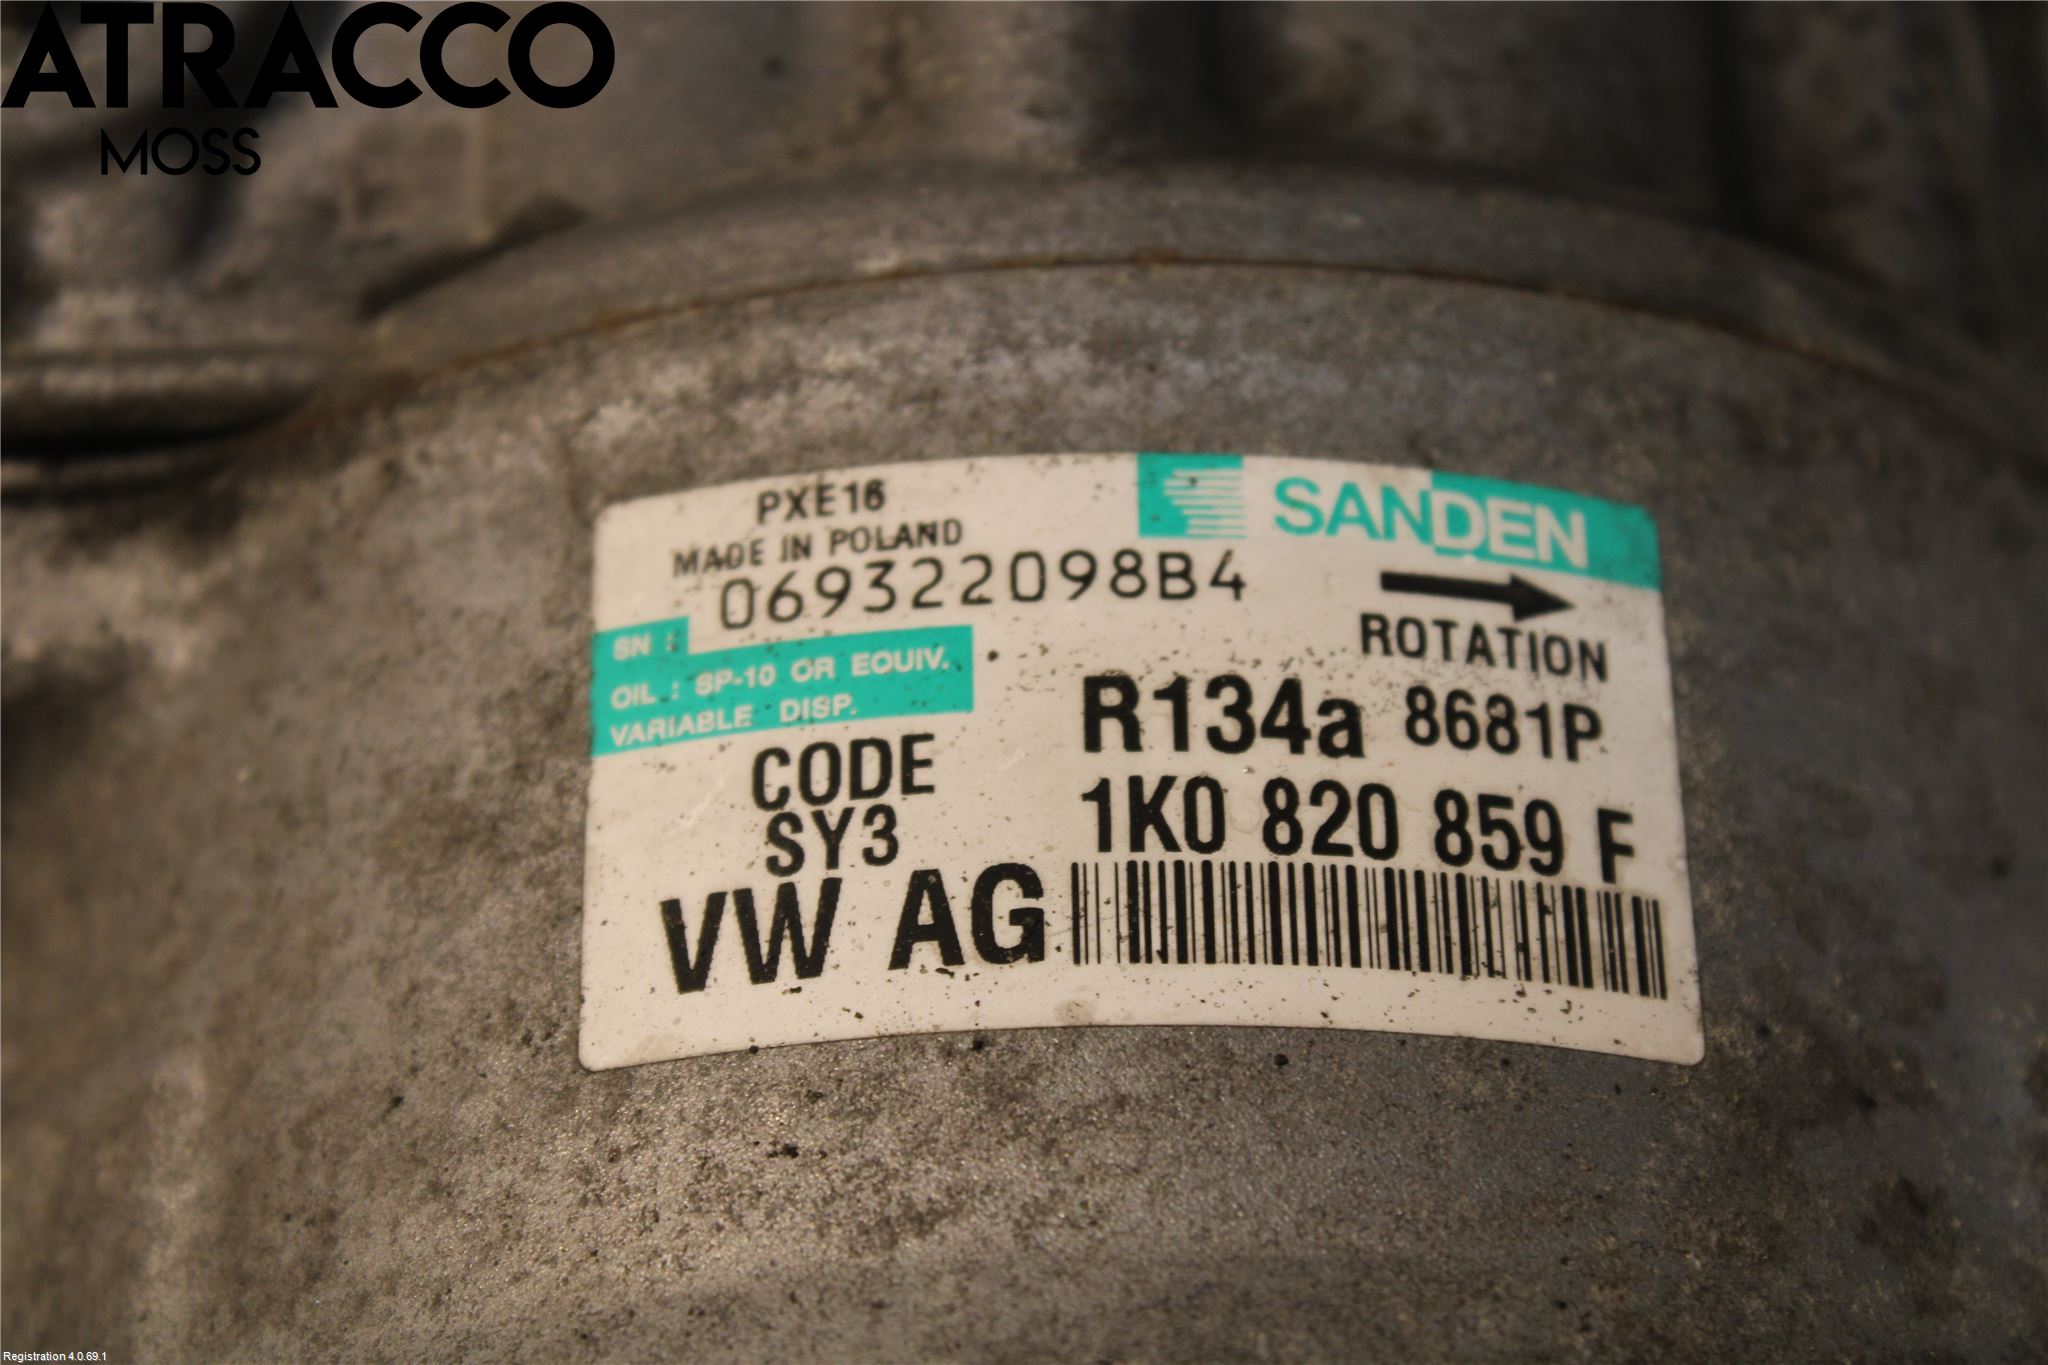 ATRACCO
MOSS
PXE16
MADE IN POLAND
SANDEN
SN : 069322098B4
ROTATION
OIL : SP-10 OR EQUIV.
VARIABLE DISP.
R134a 8681P
CODE
SY3
1K0 820 859 F
VW AG
Registration 4.0.69.1